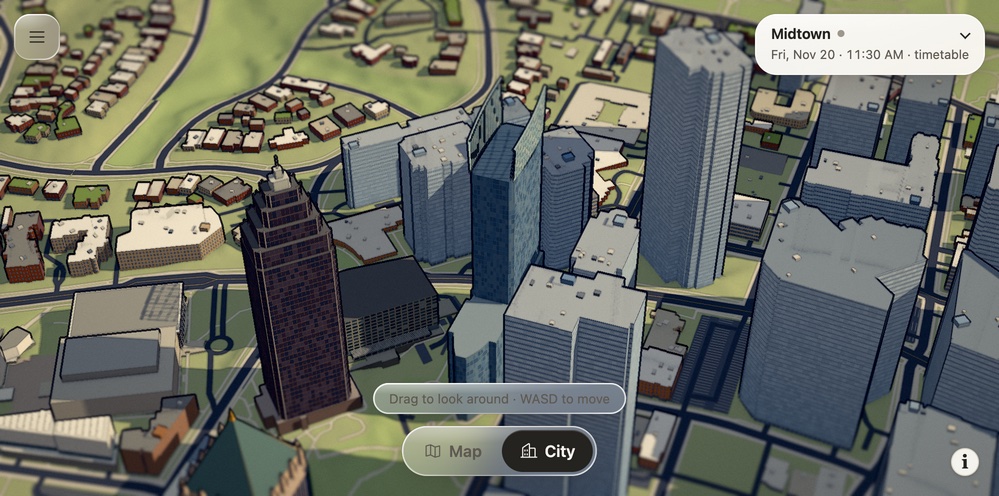 Midtown
Fri, Nov 20 · 11:30 AM · timetable
Drag to look around · WASD to move
Map
City
i